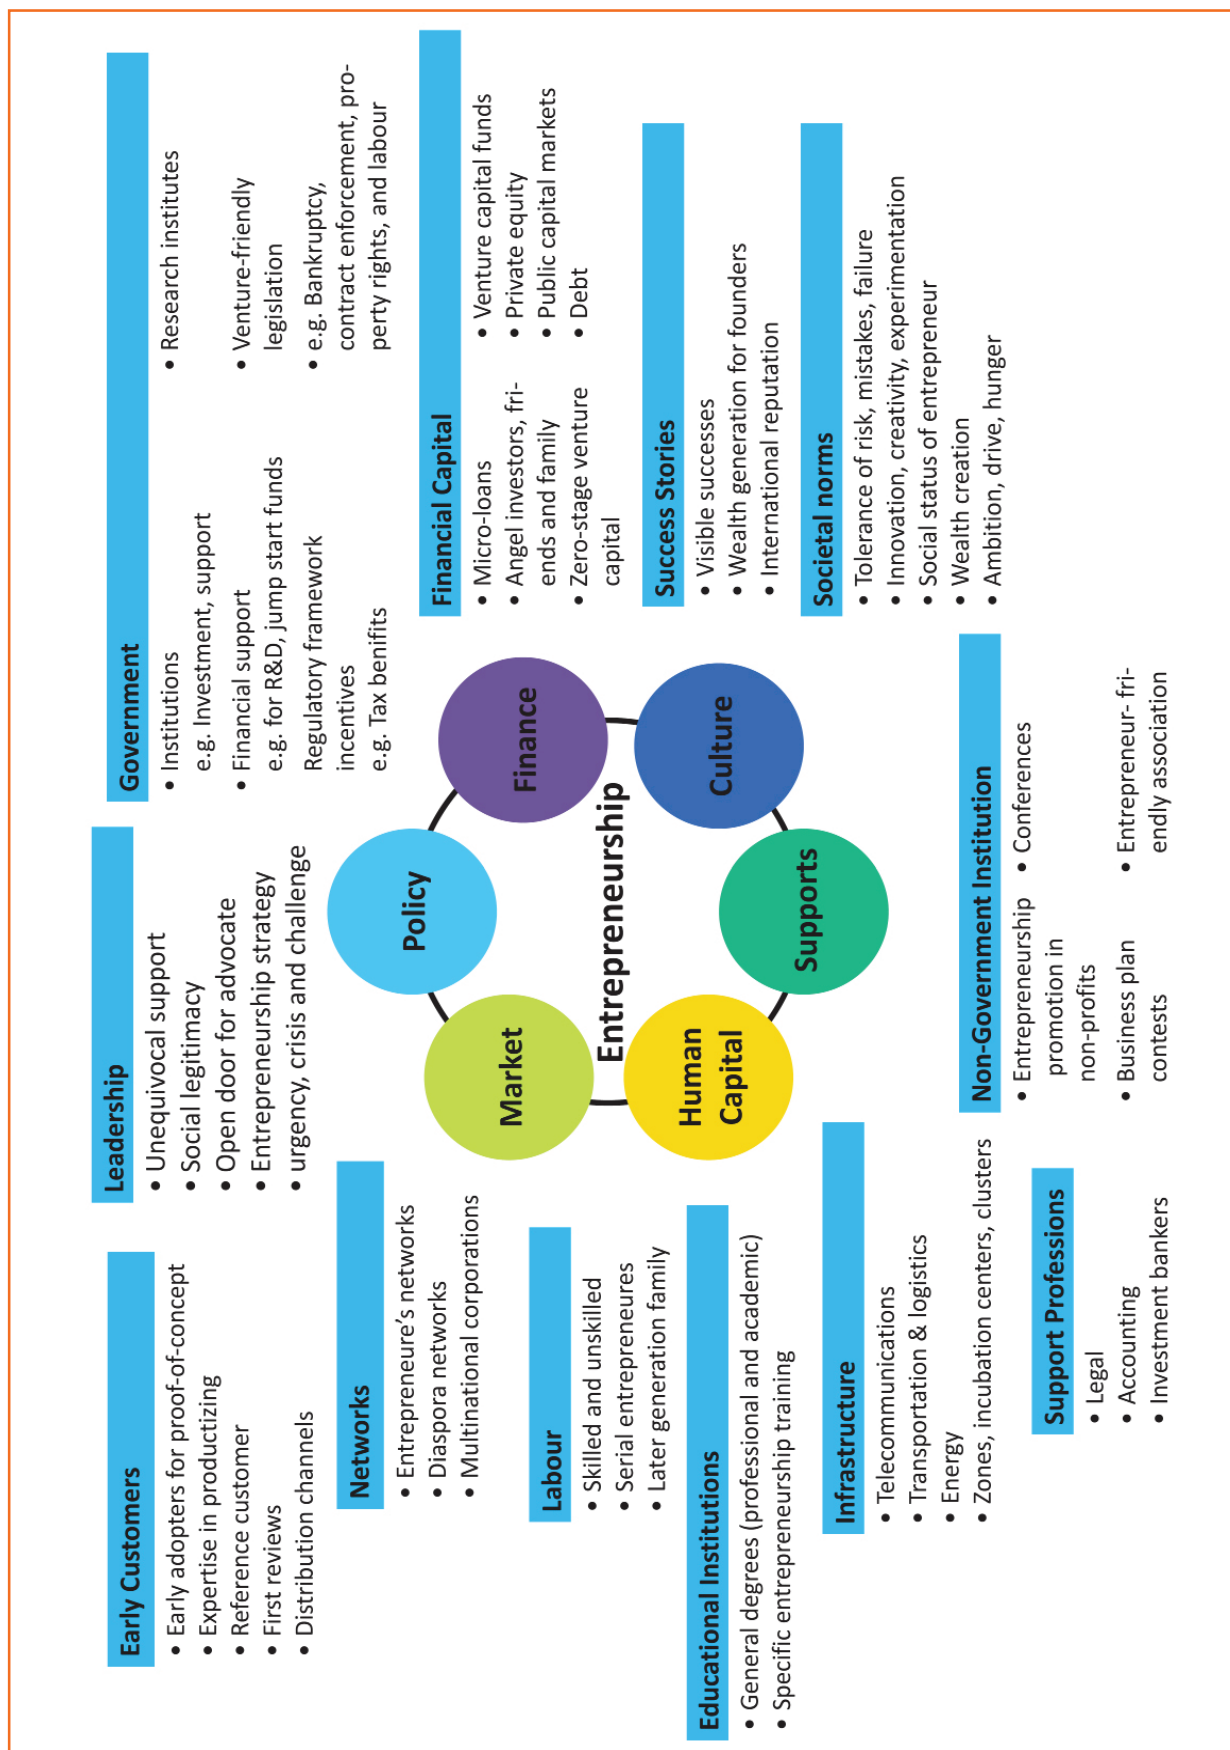 Early Customers
• Early adopters for proof-of-concept
• Expertise in productizing
• Reference customer
• First reviews
• Distribution channels
Leadership
• Unequivocal support
• Social legitimacy
• Open door for advocate
• Entrepreneurship strategy
• urgency, crisis and challenge
Government
• Institutions
e.g. Investment, support
• Financial support
e.g. for R&D, jump start funds
Regulatory framework
incentives
e.g. Tax benifits
• Research institutes
• Venture-friendly
legislation
• e.g. Bankruptcy,
contract enforcement, pro-
perty rights, and labour
Networks
• Entrepreneure's networks
• Diaspora networks
• Multinational corporations
Labour
• Skilled and unskilled
• Serial entrepreneures
• Later generation family
Educational Institutions
• General degrees (professional and academic)
• Specific entrepreneurship training
Policy
Market
Finance
Entrepreneurship
Human
Capital
Culture
Supports
Financial Capital
• Micro-loans
• Angel investors, fri-
ends and family
• Zero-stage venture
capital
• Venture capital funds
• Private equity
• Public capital markets
• Debt
Success Stories
• Visible successes
• Wealth generation for founders
• International reputation
Societal norms
• Tolerance of risk, mistakes, failure
• Innovation, creativity, experimentation
• Social status of entrepreneur
• Wealth creation
• Ambition, drive, hunger
Infrastructure
• Telecommunications
• Transportation & logistics
• Energy
• Zones, incubation centers, clusters
Support Professions
• Legal
• Accounting
• Investment bankers
Non-Government Institution
• Entrepreneurship
promotion in
non-profits
• Business plan
contests
• Conferences
• Entrepreneur- fri-
endly association